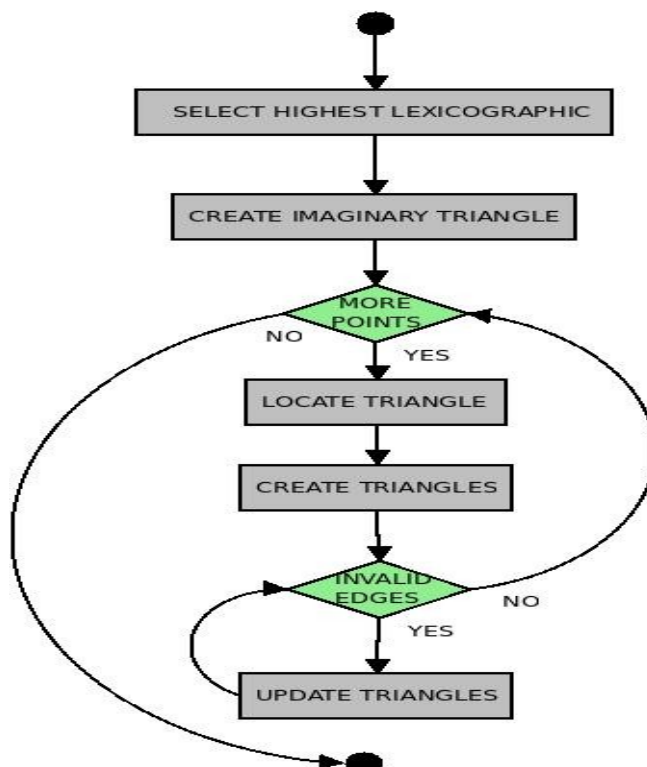 SELECT HIGHEST LEXICOGRAPHIC
CREATE IMAGINARY TRIANGLE
MORE
POINTS
NO
YES
LOCATE TRIANGLE
CREATE TRIANGLES
INVALID
EDGES
NO
YES
UPDATE TRIANGLES